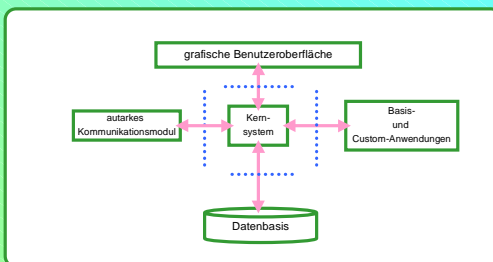 grafische Benutzeroberfläche
autarkes
Kommunikationsmodul
Kern-
system
Basis-
und
Custom-Anwendungen
Datenbasis